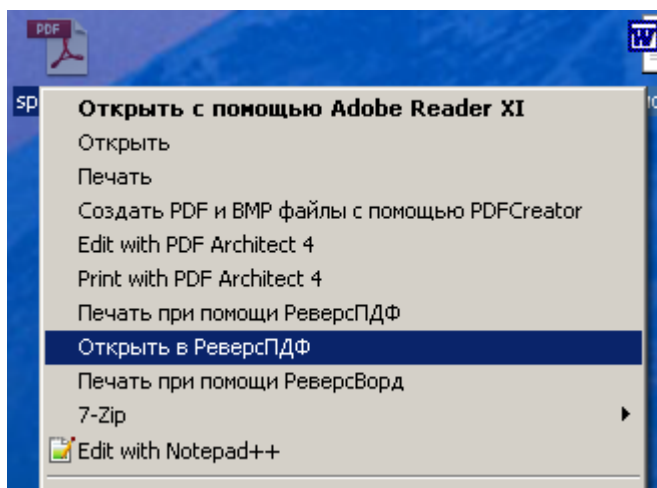 PDF
W
sp
Открыть с помощью Adobe Reader XI
Открыть
Печать
Создать PDF и BMP файлы с помощью PDFCreator
Edit with PDF Architect 4
Print with PDF Architect 4
Печать при помощи РеверсПДФ
Открыть в РеверсПДФ
Печать при помощи РеверсВорд
7-Zip
Edit with Notepad++